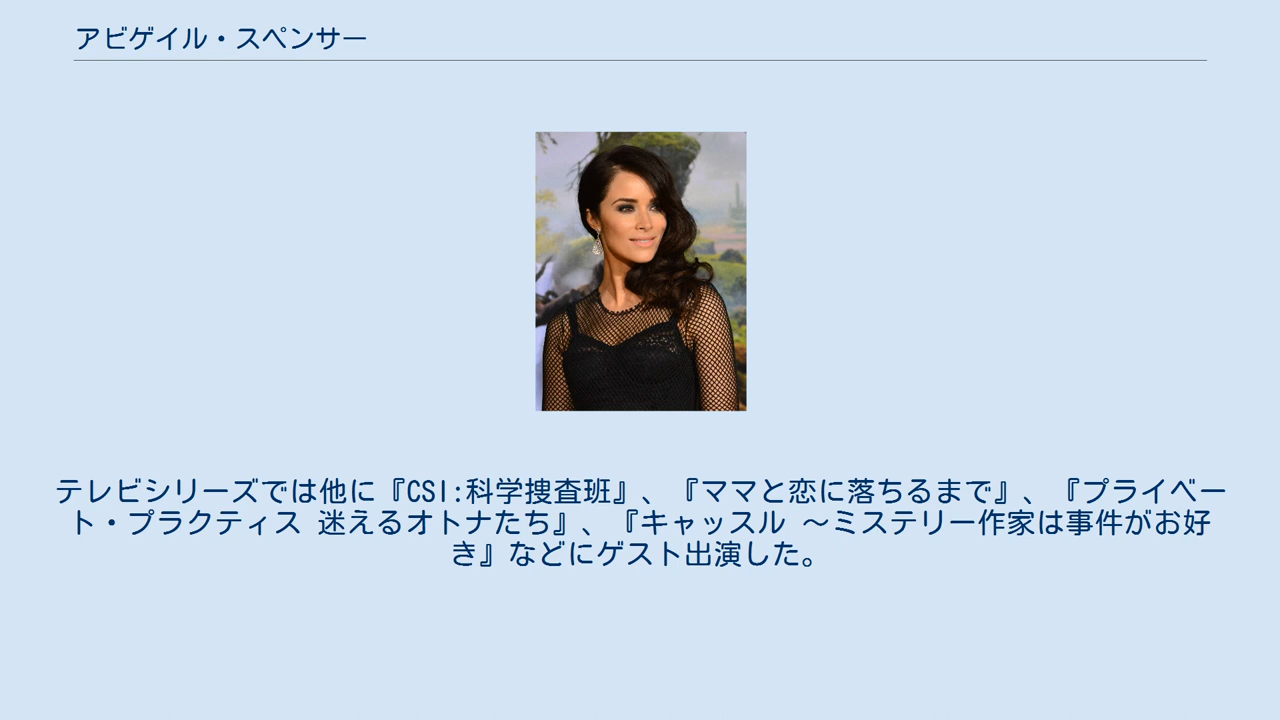 アビゲイル・スペンサー
テレビシリーズでは他に『CSI:科学捜査班』、『ママと恋に落ちるまで』、『プライベー
ト・プラクティス 迷えるオトナたち』、『キャッスル 〜ミステリー作家は事件がお好
き』などにゲスト出演した。